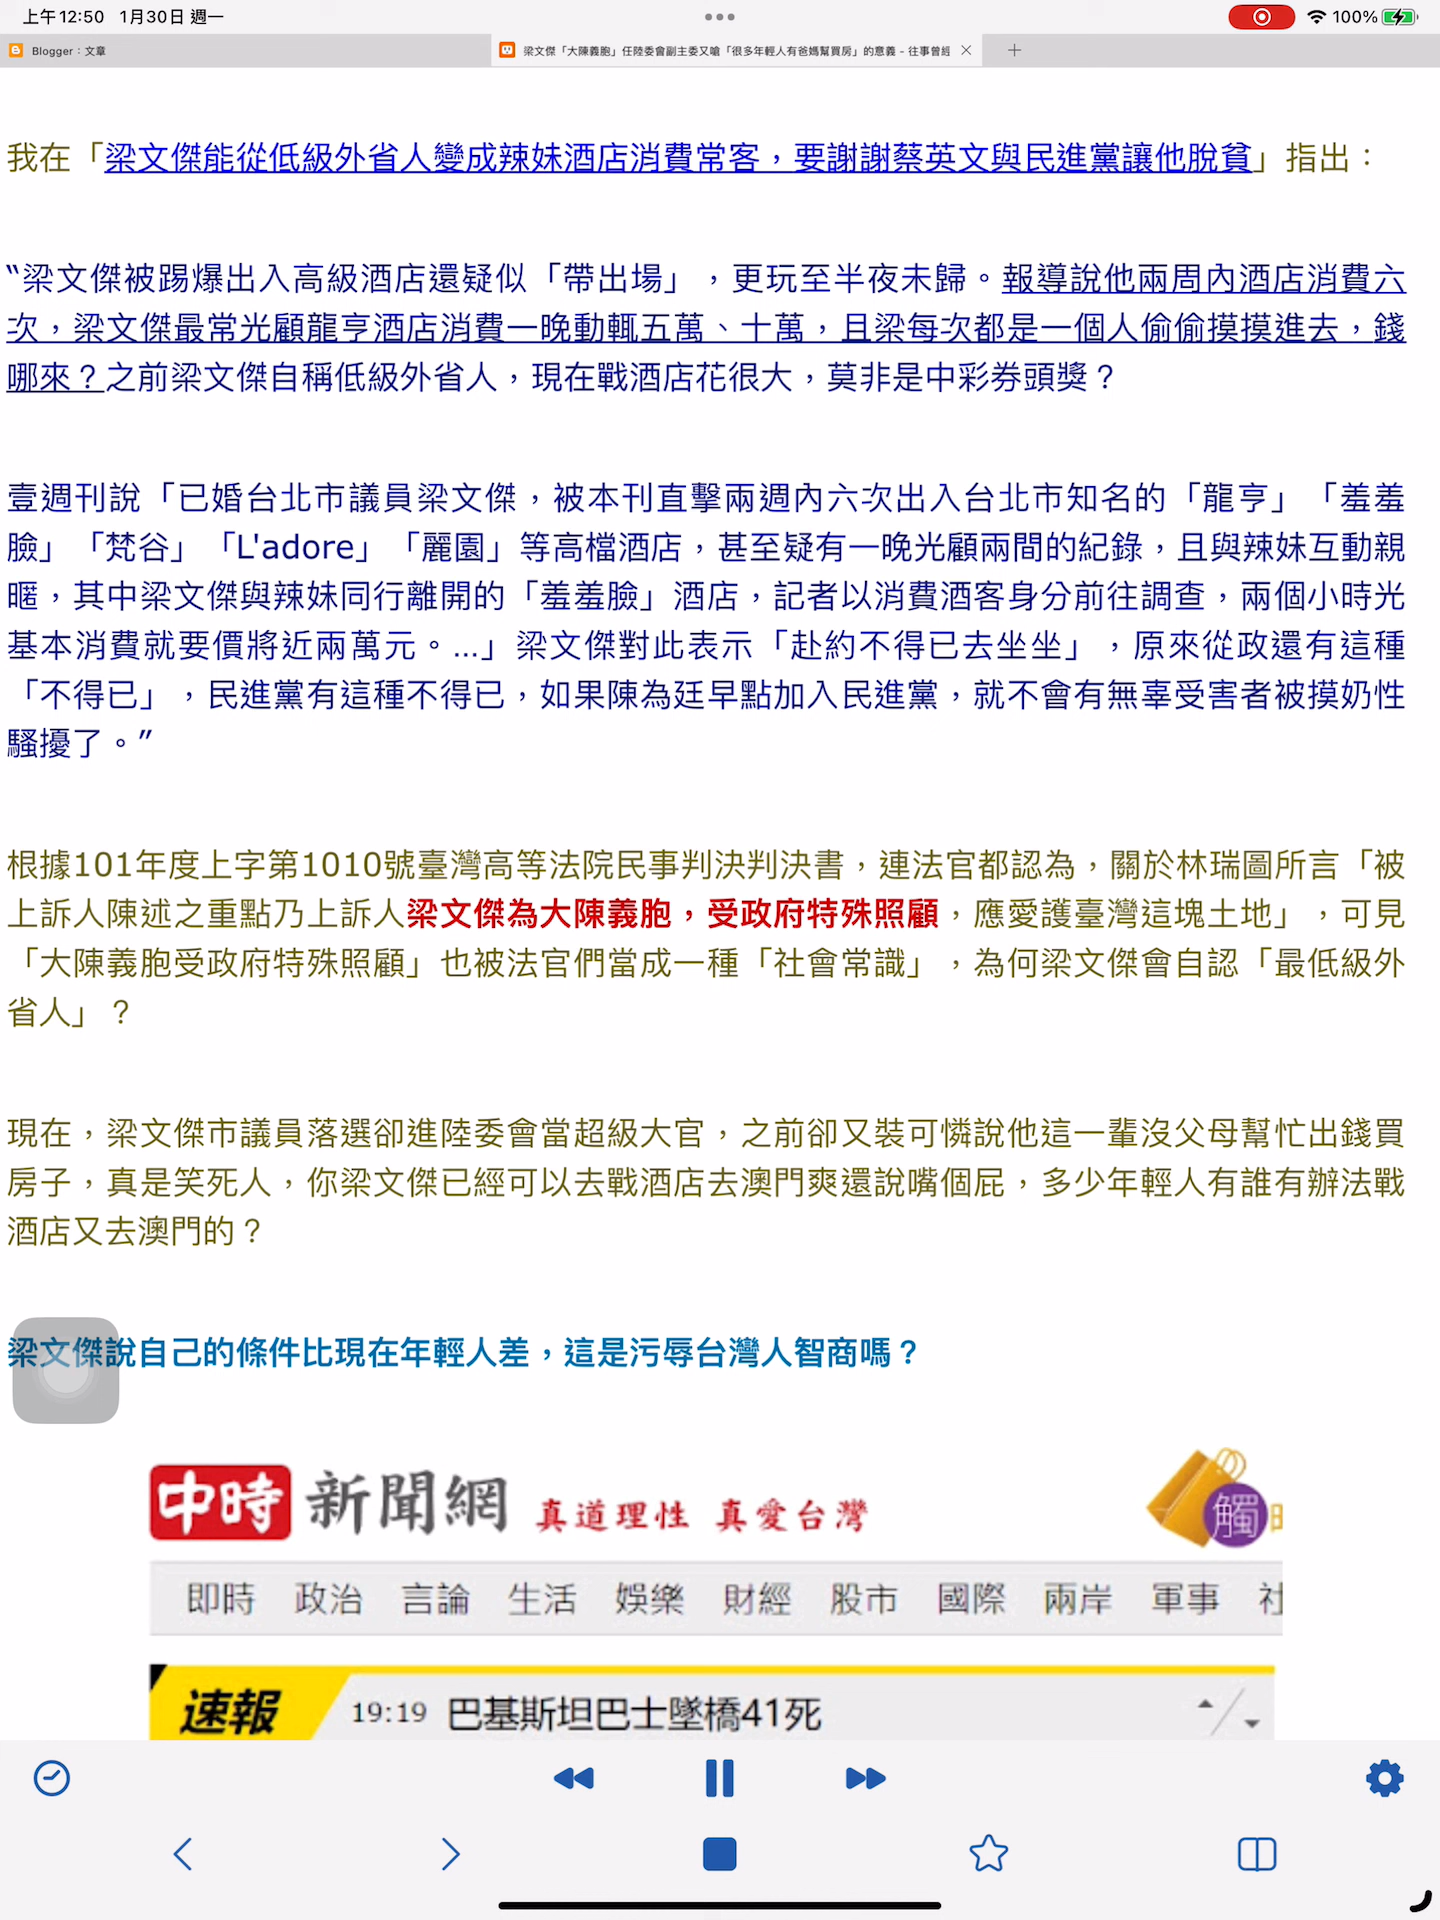 上午12:50 1月30日 週一
100%
Blogger：文章
梁文傑「大陳義胞」任陸委會副主委又嗆「很多年輕人有爸媽幫買房」的意義 - 往事曾經
我在「梁文傑能從低級外省人變成辣妹酒店消費常客，要謝謝蔡英文與民進黨讓他脫貧」指出：
“梁文傑被踢爆出入高級酒店還疑似「帶出場」，更玩至半夜未歸。報導說他兩周內酒店消費六
次，梁文傑最常光顧龍亨酒店消費一晚動輒五萬、十萬，且梁每次都是一個人偷偷摸摸進去，錢
哪來？之前梁文傑自稱低級外省人，現在戰酒店花很大，莫非是中彩券頭獎？
壹週刊說「已婚台北市議員梁文傑，被本刊直擊兩週內六次出入台北市知名的「龍亨」「羞羞
臉」「梵谷」「L'adore」「麗園」等高檔酒店，甚至疑有一晚光顧兩間的紀錄，且與辣妹互動親
暱，其中梁文傑與辣妹同行離開的「羞羞臉」酒店，記者以消費酒客身分前往調查，兩個小時光
基本消費就要價將近兩萬元。...」梁文傑對此表示「赴約不得已去坐坐」，原來從政還有這種
「不得已」，民進黨有這種不得已，如果陳為廷早點加入民進黨，就不會有無辜受害者被摸奶性
騷擾了。”
根據101年度上字第1010號臺灣高等法院民事判決判決書，連法官都認為，關於林瑞圖所言「被
上訴人陳述之重點乃上訴人梁文傑為大陳義胞，受政府特殊照顧，應愛護臺灣這塊土地」，可見
「大陳義胞受政府特殊照顧」也被法官們當成一種「社會常識」，為何梁文傑會自認「最低級外
省人」？
現在，梁文傑市議員落選卻進陸委會當超級大官，之前卻又裝可憐說他這一輩沒父母幫忙出錢買
房子，真是笑死人，你梁文傑已經可以去戰酒店去澳門爽還說嘴個屁，多少年輕人有誰有辦法戰
酒店又去澳門的？
梁文傑說自己的條件比現在年輕人差，這是污辱台灣人智商嗎？
中時 新聞網 真道理性 真愛台灣
觸
即時 政治 言論 生活 娛樂 財經 股市 國際 兩岸 軍事
速報 19:19 巴基斯坦巴士墜橋41死